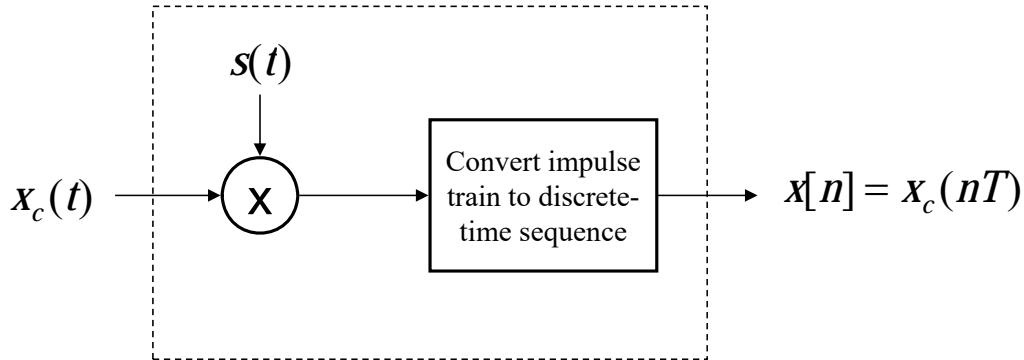 s(t)
x_c(t)
x
Convert impulse
train to discrete-
time sequence
x[n] = x_c(nT)